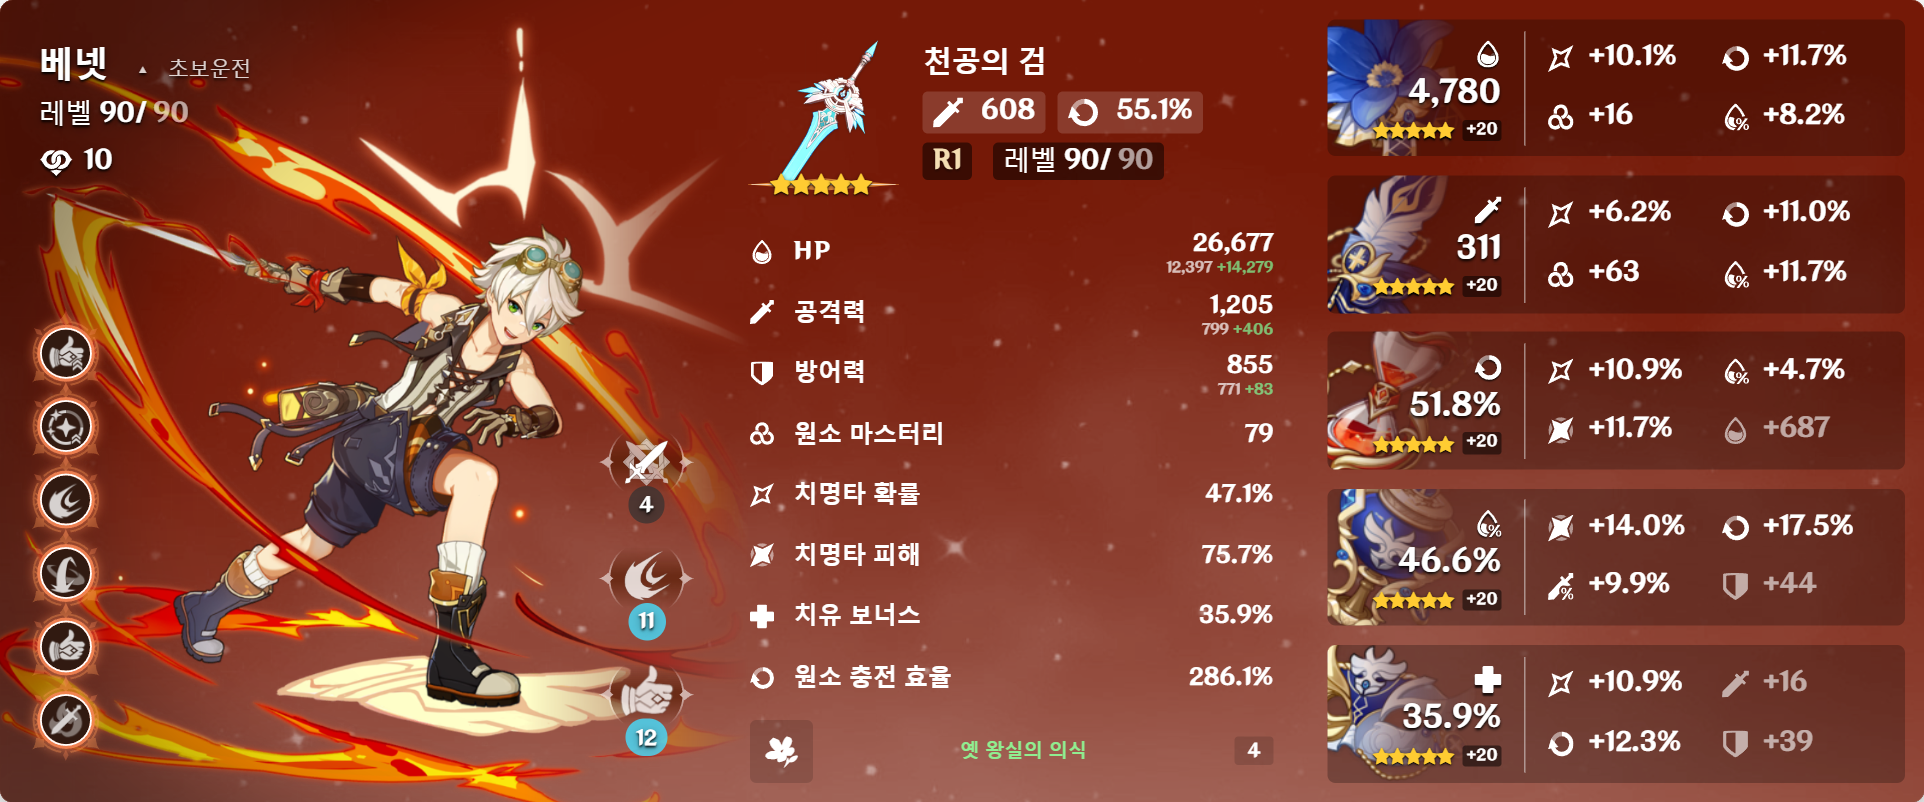 베넷 ▲ 초보운전
레벨 90/ 90
10
4
11
12
천공의 검
608 55.1%
R1 레벨 90/ 90
HP 26,677
12,397 +14,279
공격력 1,205
799 +406
방어력 855
771 +83
원소 마스터리 79
치명타 확률 47.1%
치명타 피해 75.7%
치유 보너스 35.9%
원소 충전 효율 286.1%
옛 왕실의 의식 4
4,780
+20
+10.1% +11.7%
+16 +8.2%
311
+20
+6.2% +11.0%
+63 +11.7%
51.8%
+20
+10.9% +4.7%
+11.7% +687
46.6%
+20
+14.0% +17.5%
+9.9% +44
35.9%
+20
+10.9% +16
+12.3% +39